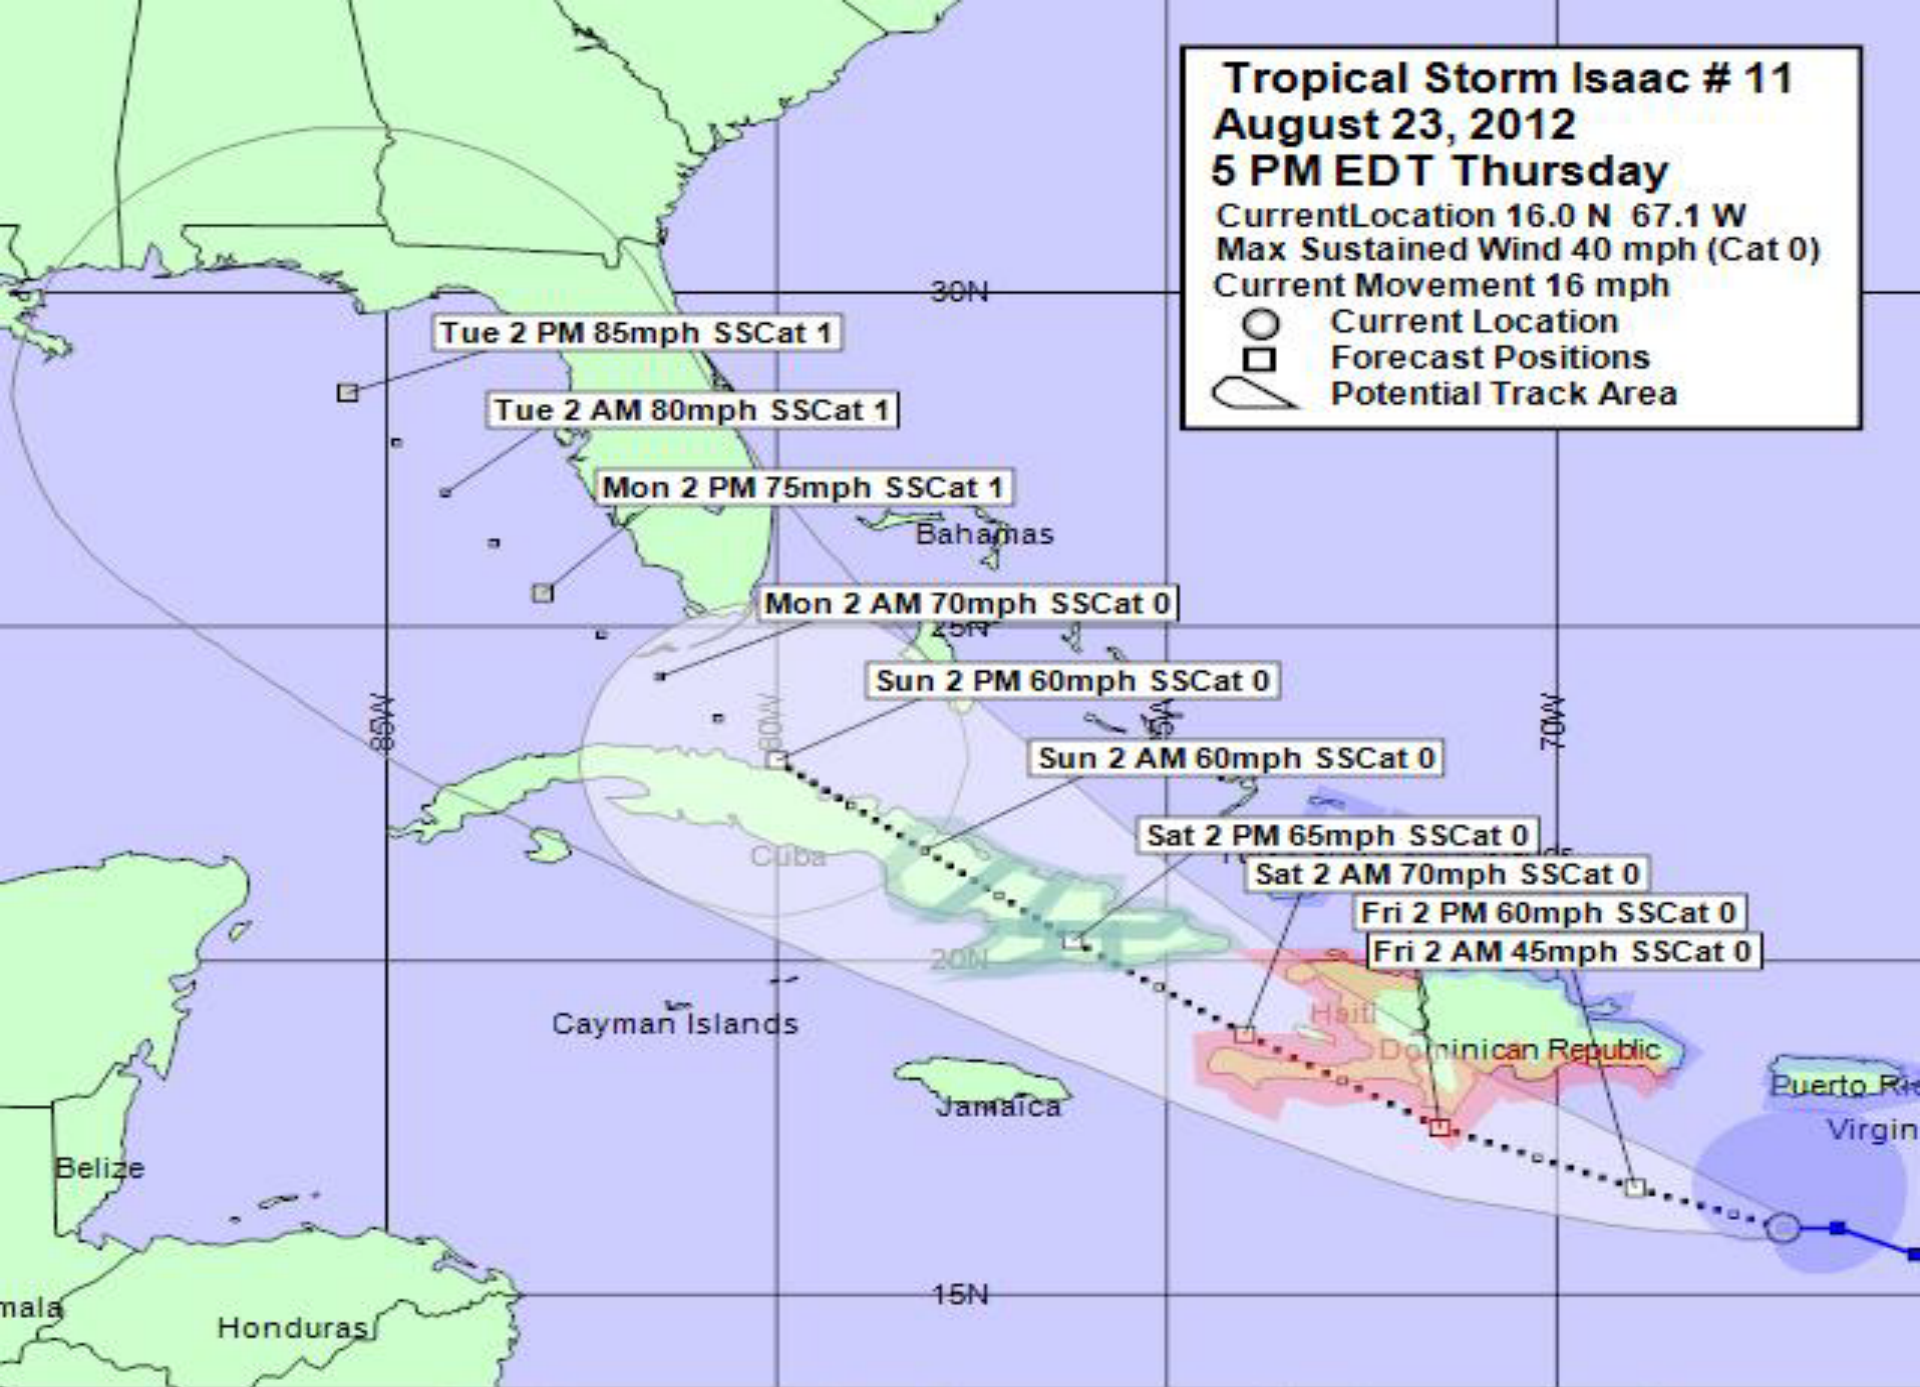 Tropical Storm Isaac # 11
August 23, 2012
5 PM EDT Thursday
CurrentLocation 16.0 N 67.1 W
Max Sustained Wind 40 mph (Cat 0)
Current Movement 16 mph
Current Location
Forecast Positions
Potential Track Area
30N
Tue 2 PM 85mph SSCat 1
Tue 2 AM 80mph SSCat 1
Mon 2 PM 75mph SSCat 1
Bahamas
Mon 2 AM 70mph SSCat 0
25N
Sun 2 PM 60mph SSCat 0
85W
80W
70W
Sun 2 AM 60mph SSCat 0
Sat 2 PM 65mph SSCat 0
Cuba
Sat 2 AM 70mph SSCat 0
Fri 2 PM 60mph SSCat 0
Fri 2 AM 45mph SSCat 0
20N
Haiti
Cayman Islands
Dominican Republic
Puerto Ric
Jamaica
Virgin
Belize
15N
mala
Honduras